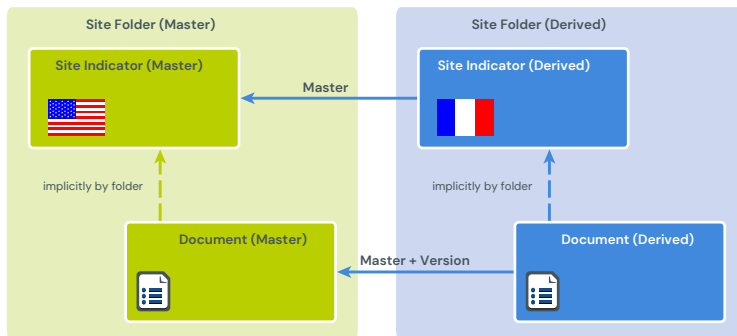 Site Folder (Master)
Site Folder (Derived)
Site Indicator (Master)
Site Indicator (Derived)
Master
implicitly by folder
implicitly by folder
Document (Master)
Document (Derived)
Master + Version